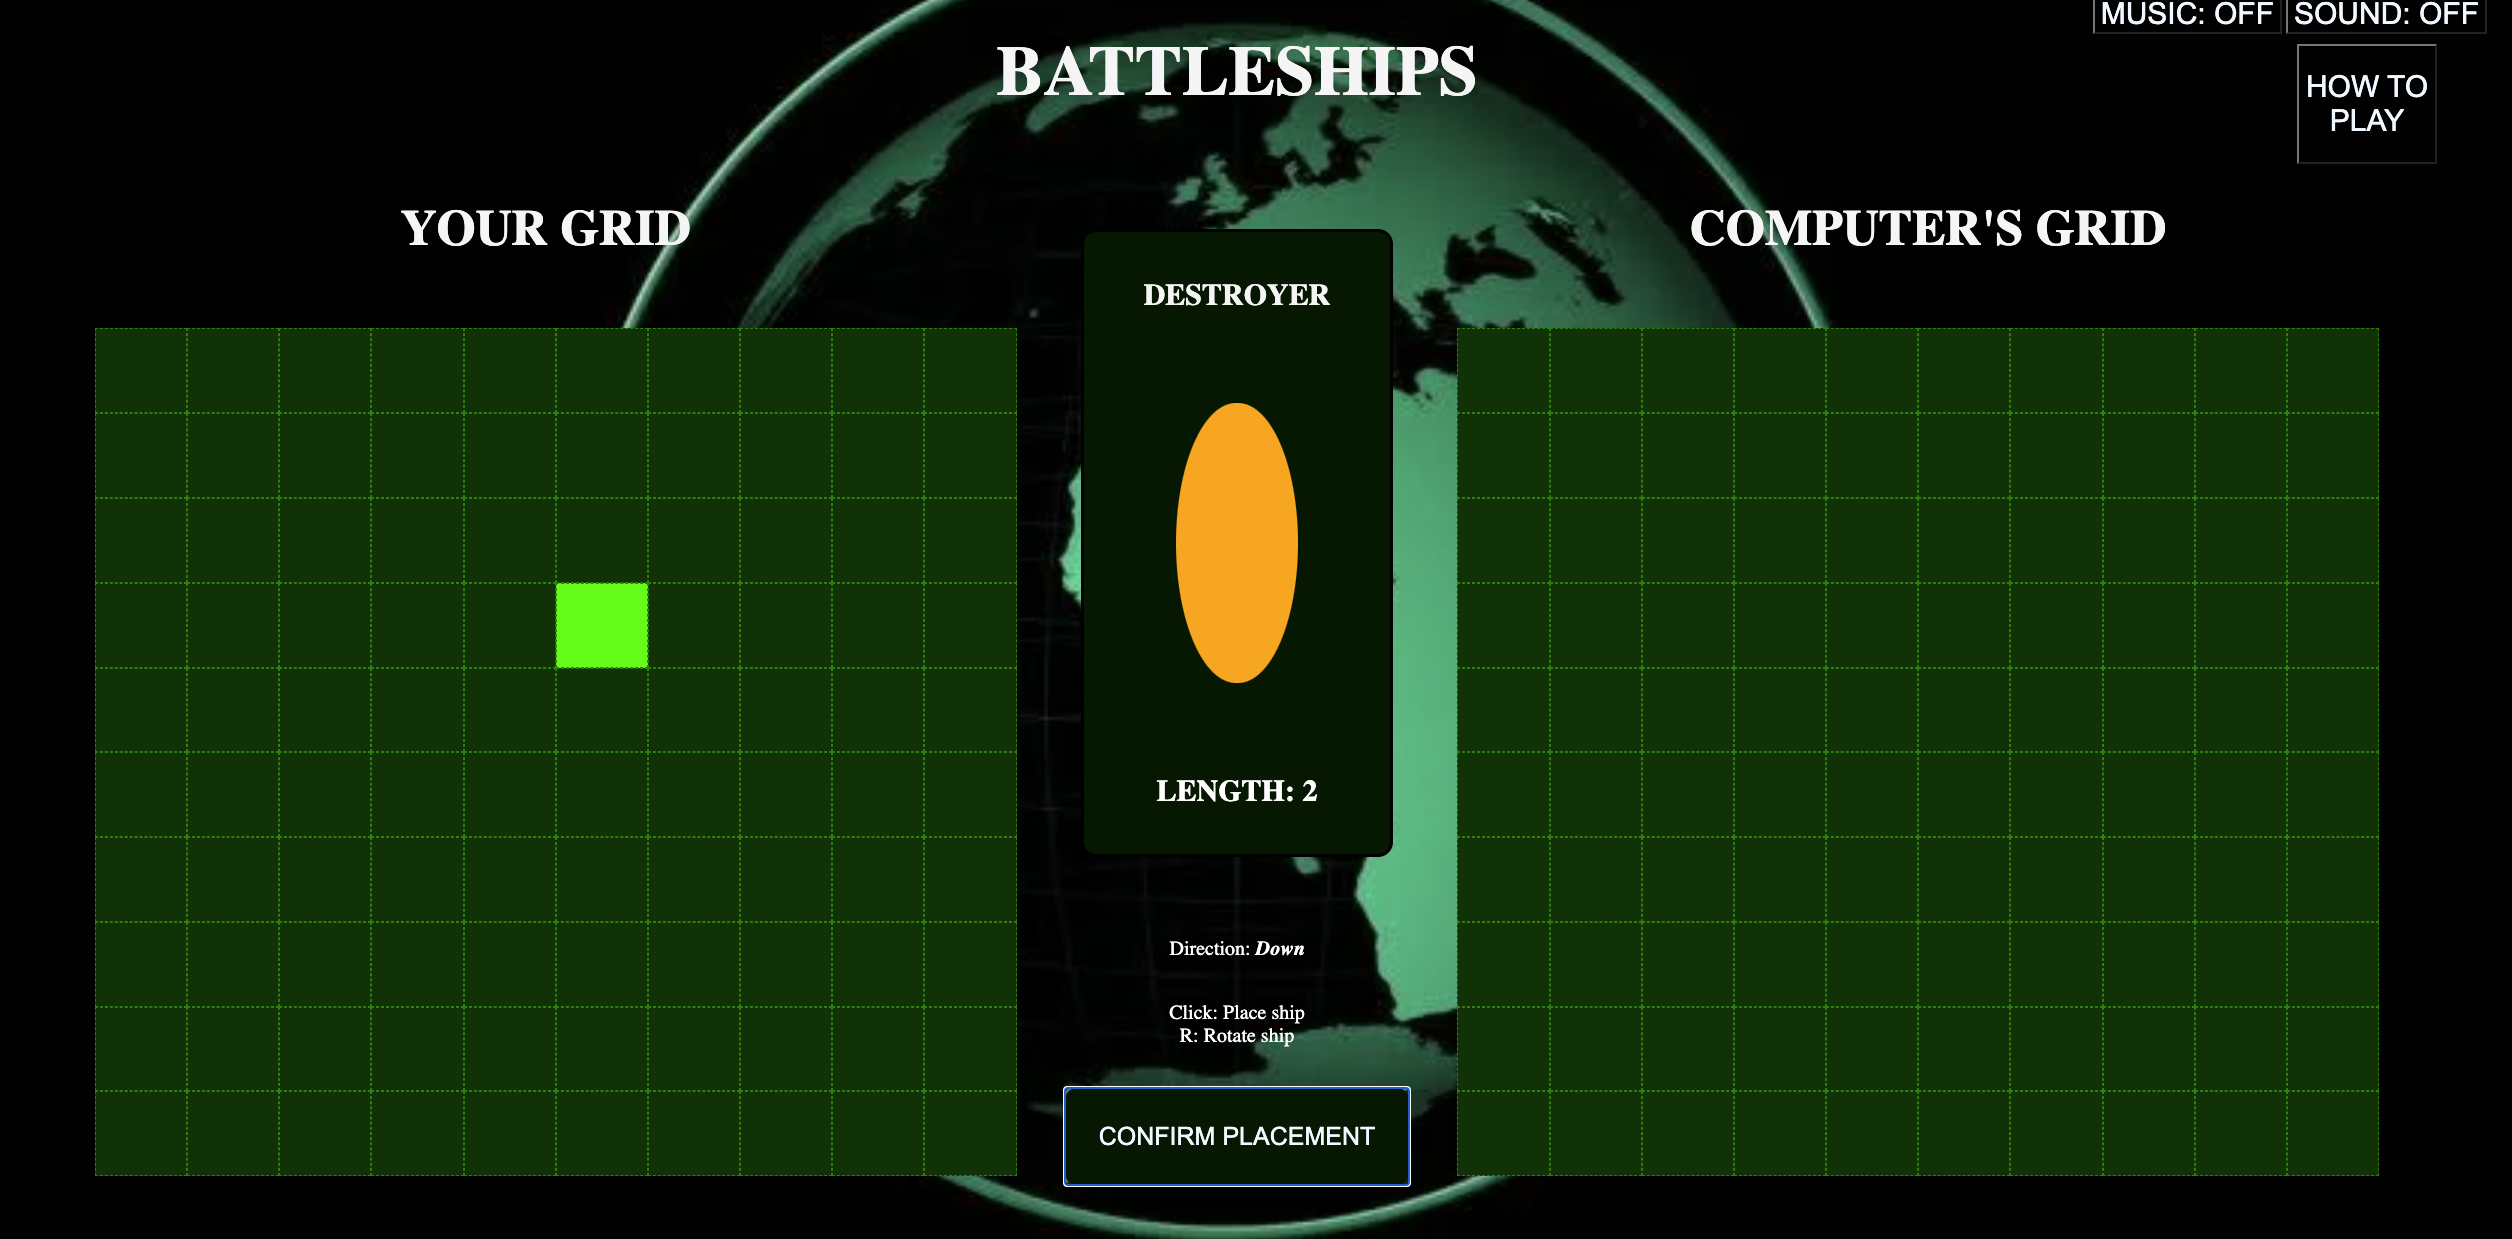 MUSIC: OFF
SOUND: OFF
BATTLESHIPS
HOW TO
PLAY
YOUR GRID
COMPUTER'S GRID
DESTROYER
LENGTH: 2
Direction: Down
Click: Place ship
R: Rotate ship
CONFIRM PLACEMENT